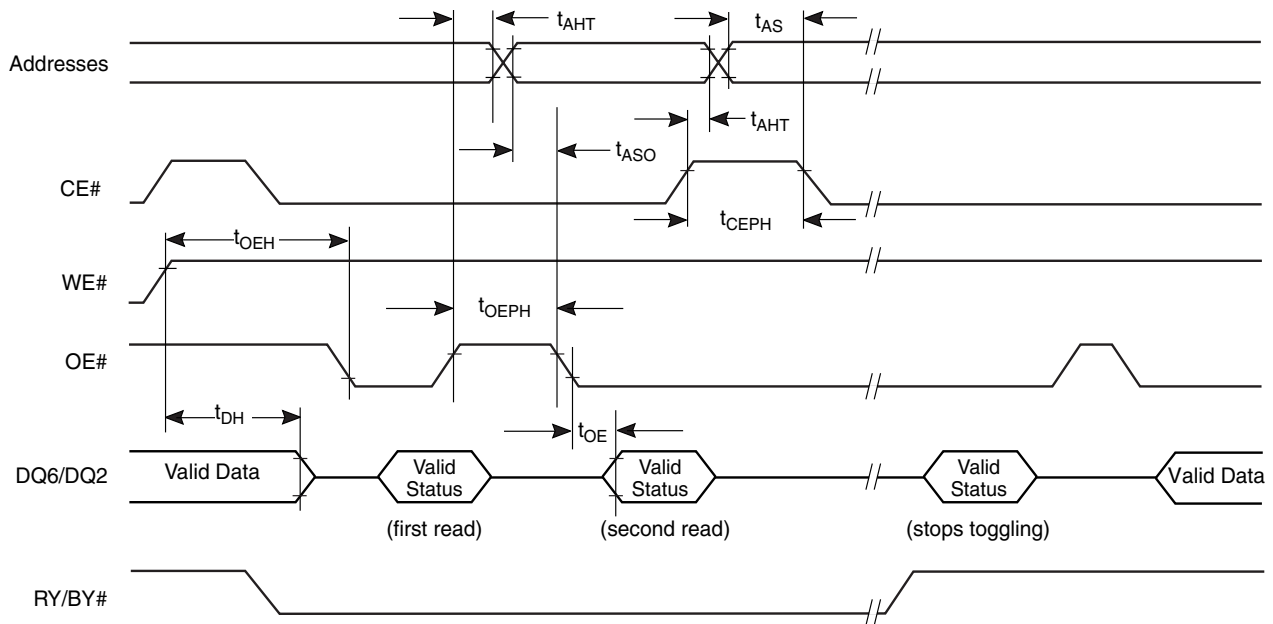 tAHT
tAS
Addresses
tAHT
tASO
CE#
tCEPH
tOEH
WE#
tOEPH
OE#
tDH
tOE
DQ6/DQ2
Valid Data
Valid
Status
Valid
Status
Valid
Status
Valid Data
(first read)
(second read)
(stops toggling)
RY/BY#